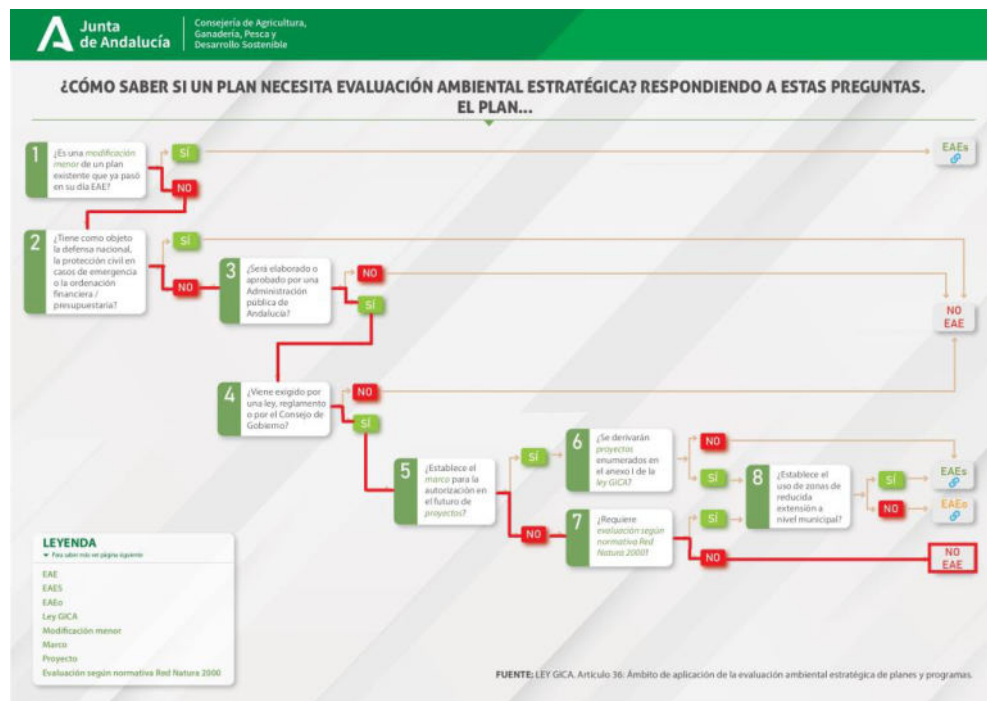 Junta
de Andalucía
Consejería de Agricultura,
Ganadería, Pesca y
Desarrollo Sostenible
¿CÓMO SABER SI UN PLAN NECESITA EVALUACIÓN AMBIENTAL ESTRATÉGICA? RESPONDIENDO A ESTAS PREGUNTAS.
EL PLAN...
1
¿Es una modificación
menor de un plan
existente que ya pasó
en su día EAE?
SÍ
NO
EAEs
2
¿Tiene como objeto
la defensa nacional,
la protección civil en
casos de emergencia
o la ordenación
financiera /
presupuestaria?
SÍ
NO
3
¿Será elaborado o
aprobado por una
Administración
pública de
Andalucía?
NO
SÍ
NO
EAE
4
¿Viene exigido por
una ley, reglamento
o por el Consejo de
Gobierno?
NO
SÍ
5
¿Establece el
marco para la
autorización en
el futuro de
proyectos?
SÍ
NO
6
¿Se derivarán
proyectos
enumerados en
el anexo I de la
ley GICA?
NO
SÍ
7
¿Requiere
evaluación según
normativa Red
Natura 2000?
SÍ
NO
8
¿Establece el
uso de zonas de
reducida
extensión a
nivel municipal?
SÍ
NO
EAEs
EAEo
NO
EAE
LEYENDA
Para saber más ver página siguiente
EAE
EAES
EAEo
Ley GICA
Modificación menor
Marco
Proyecto
Evaluación según normativa Red Natura 2000
FUENTE: LEY GICA. Artículo 36: Ámbito de aplicación de la evaluación ambiental estratégica de planes y programas.